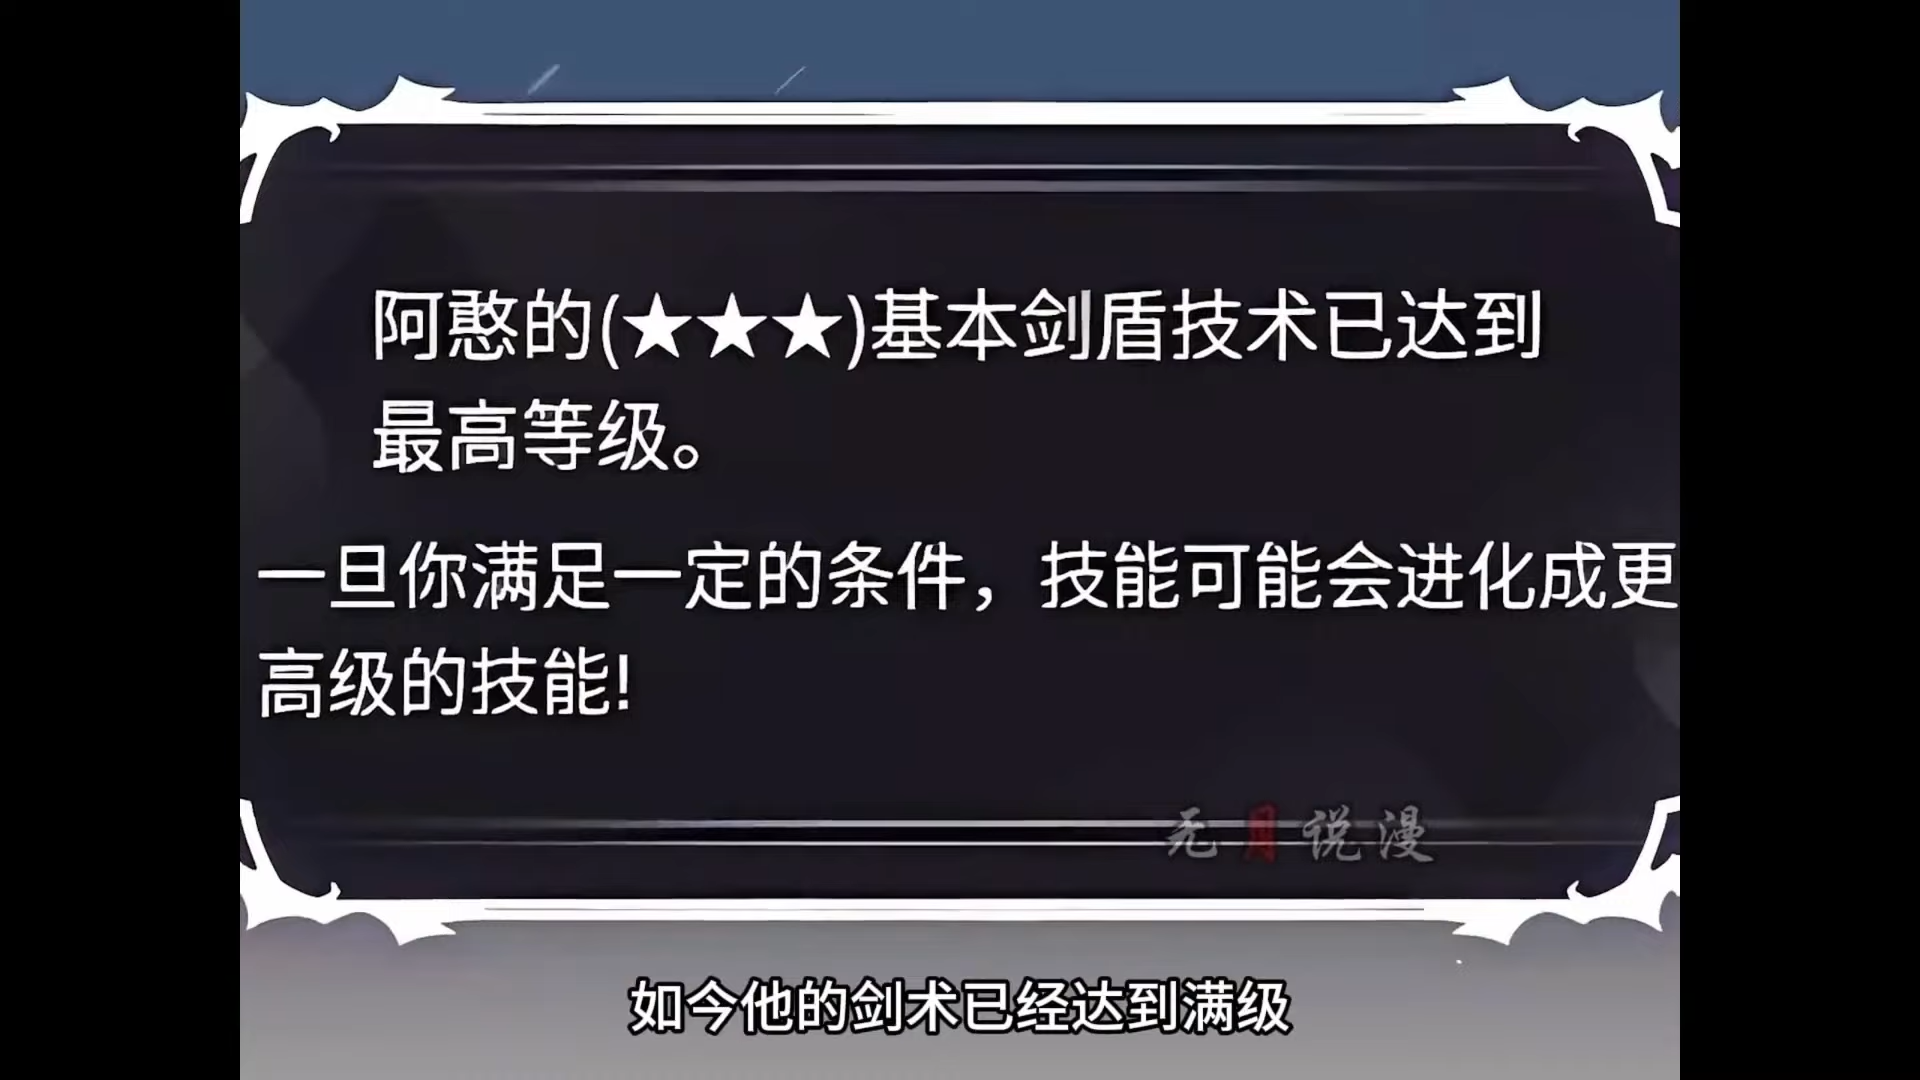 阿憨的(★★★)基本剑盾技术已达到
最高等级。
一旦你满足一定的条件，技能可能会进化成更
高级的技能!
无月说漫
如今他的剑术已经达到满级